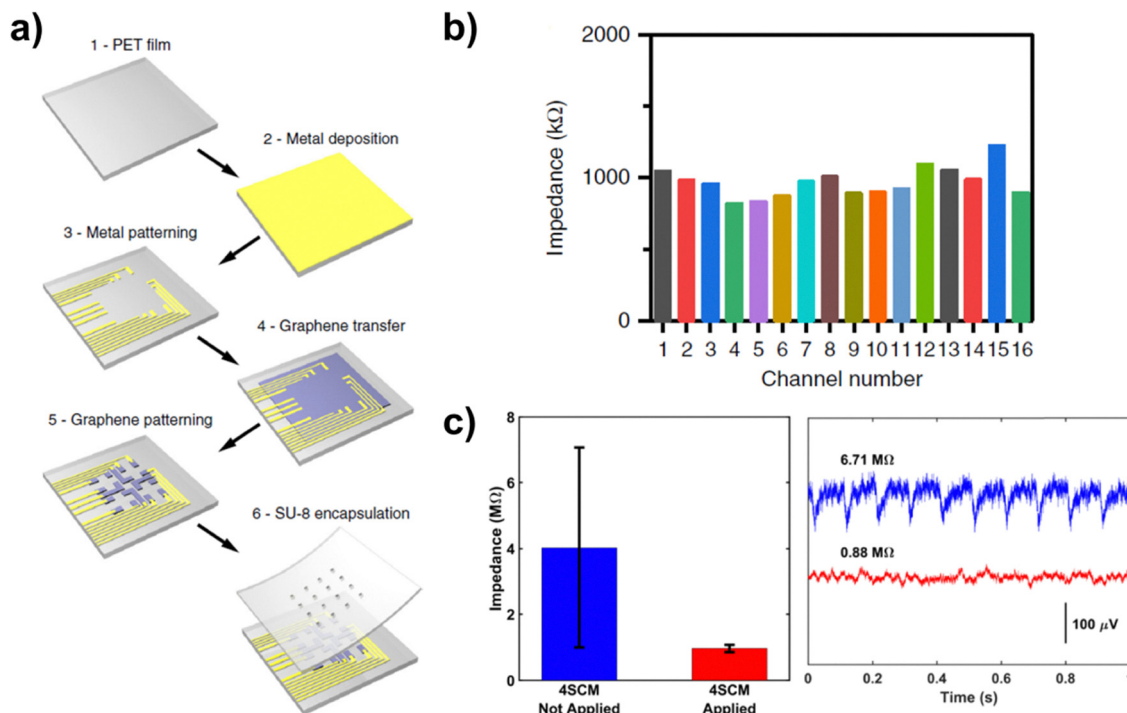 a)
1 - PET film
2 - Metal deposition
3 - Metal patterning
4 - Graphene transfer
5 - Graphene patterning
6 - SU-8 encapsulation
b)
Impedance (kΩ)
2000
1000
0
1 2 3 4 5 6 7 8 9 10 11 12 13 14 15 16
Channel number
c)
Impedance (MΩ)
8
6
4
2
0
4SCM
Not Applied
4SCM
Applied
6.71 MΩ
0.88 MΩ
100 µV
0 0.2 0.4 0.6 0.8 1
Time (s)